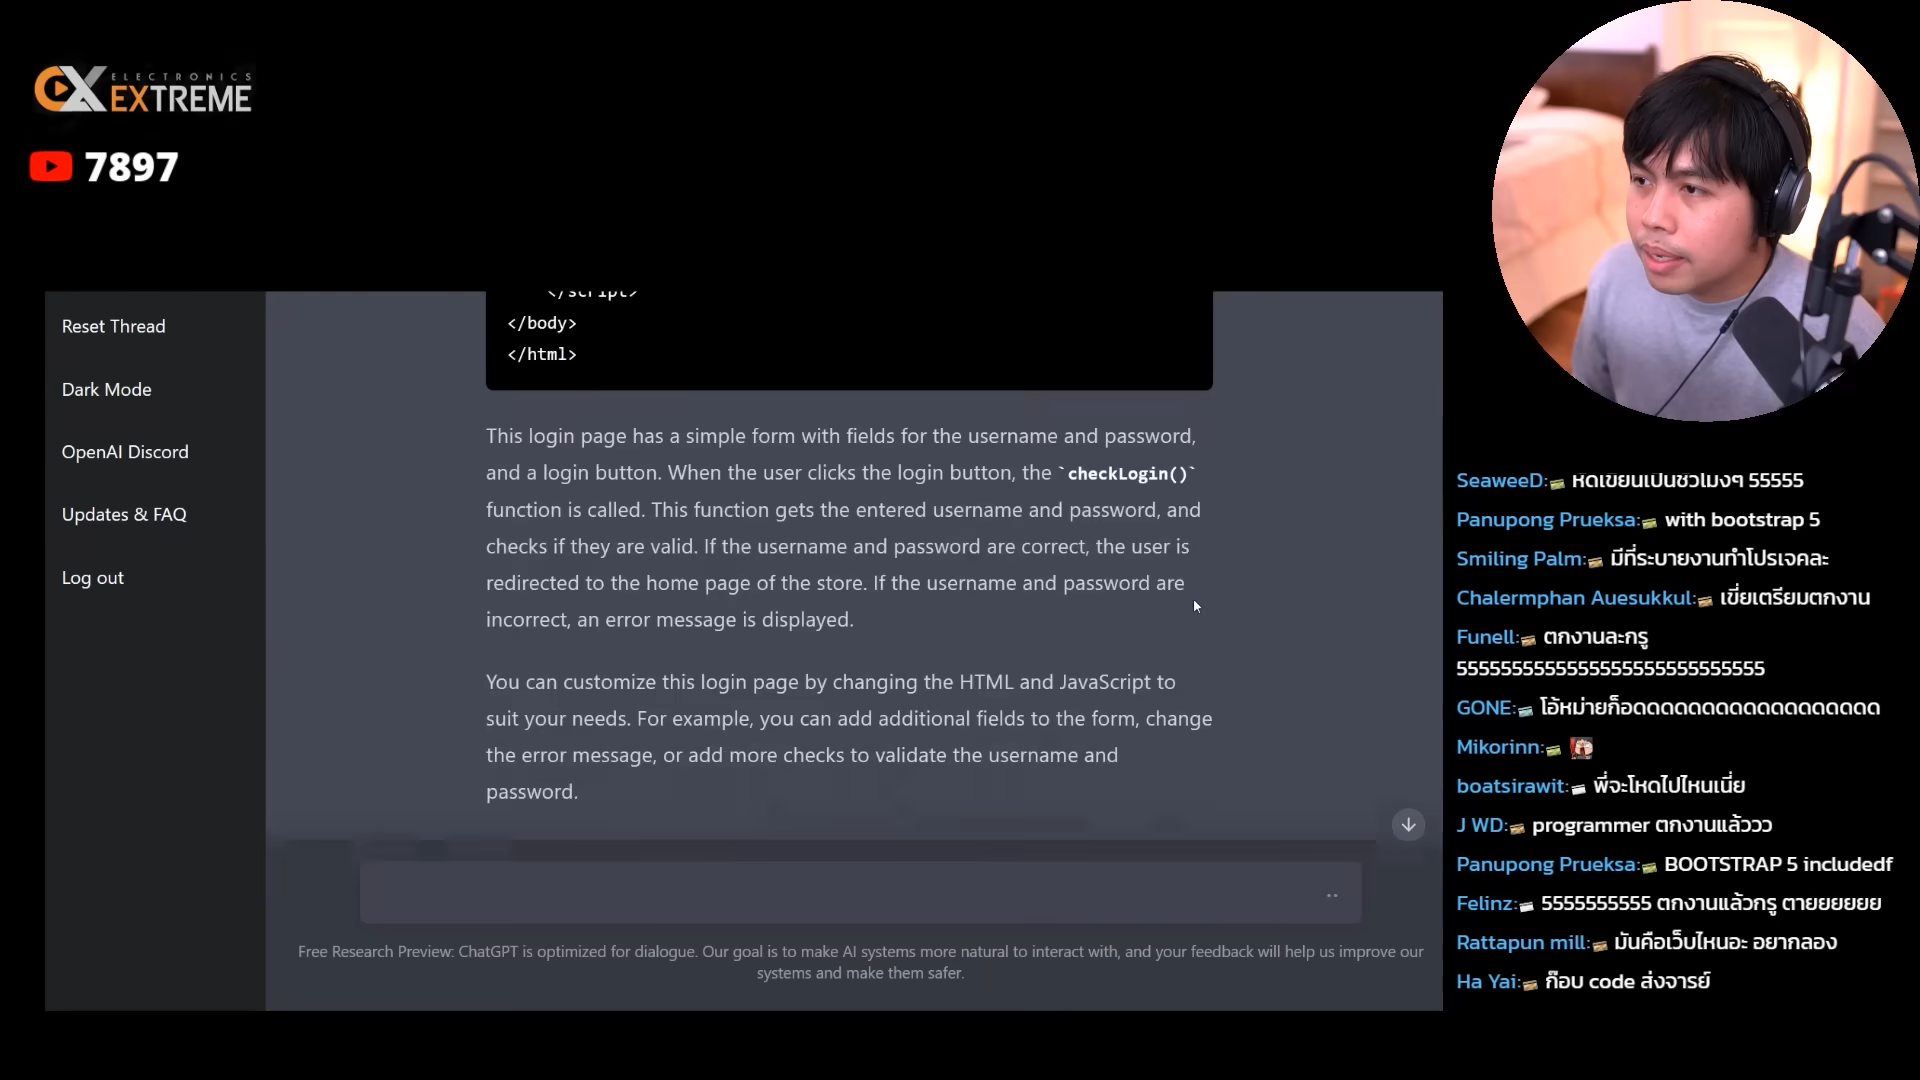 ELECTRONICS
EXTREME
7897
Reset Thread
Dark Mode
OpenAI Discord
Updates & FAQ
Log out
</script>
</body>
</html>
This login page has a simple form with fields for the username and password,
and a login button. When the user clicks the login button, the `checkLogin()`
function is called. This function gets the entered username and password, and
checks if they are valid. If the username and password are correct, the user is
redirected to the home page of the store. If the username and password are
incorrect, an error message is displayed.
You can customize this login page by changing the HTML and JavaScript to
suit your needs. For example, you can add additional fields to the form, change
the error message, or add more checks to validate the username and
password.
Free Research Preview: ChatGPT is optimized for dialogue. Our goal is to make AI systems more natural to interact with, and your feedback will help us improve our
systems and make them safer.
SeaweeD: หัดเขียนเป็นชั่วโมงๆ 55555
Panupong Prueksa: with bootstrap 5
Smiling Palm: มีที่ระบายงานทำโปรเจคละ
Chalermphan Auesukkul: เขี่ยเตรียมตกงาน
Funell: ตกงานละกรู
5555555555555555555555555555
GONE: โอ้หม่ายก็อดดดดดดดดดดดดดดดดดดด
Mikorinn:
boatsirawit: พี่จะโหดไปไหนเนี่ย
J WD: programmer ตกงานแล้ววว
Panupong Prueksa: BOOTSTRAP 5 includedf
Felinz: 5555555555 ตกงานแล้วกรู ตายยยยยย
Rattapun mill: มันคือเว็บไหนอะ อยากลอง
Ha Yai: ก๊อบ code ส่งจารย์